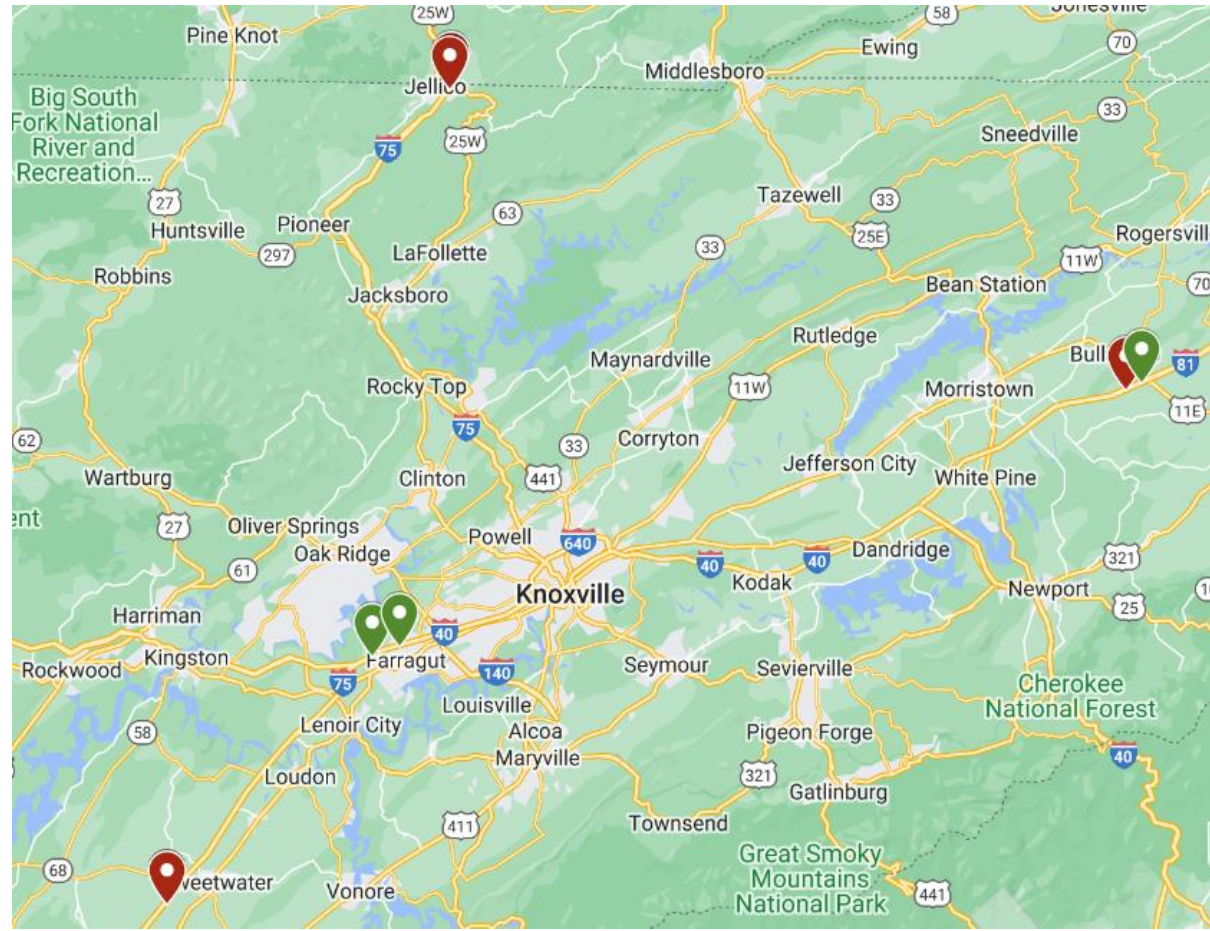 25W
58
Jonesville
Pine Knot
70
Ewing
Middlesboro
Jellico
Big South
Fork National
River and
Recreation...
33
Sneedville
25W
75
27
Tazewell
33
63
Pioneer
Huntsville
25E
Rogersvill
33
297
LaFollette
11W
Robbins
Bean Station
70
Jacksboro
Rutledge
Bull
Maynardville
81
Rocky Top
11W
Morristown
11E
75
62
33
Corryton
Jefferson City
Wartburg
Clinton
441
White Pine
ent
27
Oliver Springs
Powell
640
Oak Ridge
321
40
40
Dandridge
61
Kodak
Knoxville
Newport
10
Harriman
25
40
Rockwood
Kingston
Farragut
Seymour
Sevierville
140
75
Louisville
Cherokee
National Forest
Lenoir City
58
Alcoa
Maryville
Pigeon Forge
40
Loudon
321
Gatlinburg
411
Townsend
68
weetwater
Vonore
Great Smoky
Mountains
National Park
441